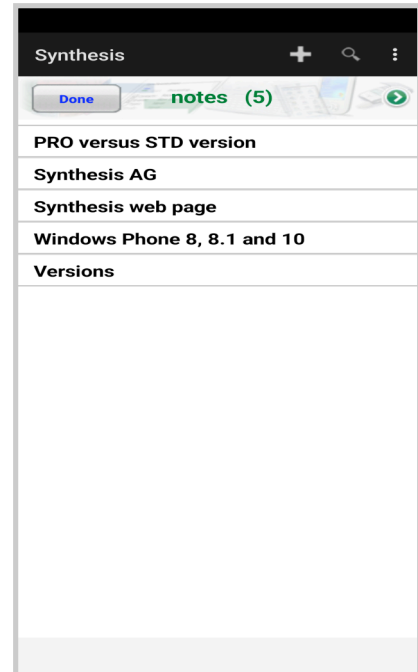 Synthesis
Done notes (5)
PRO versus STD version
Synthesis AG
Synthesis web page
Windows Phone 8, 8.1 and 10
Versions